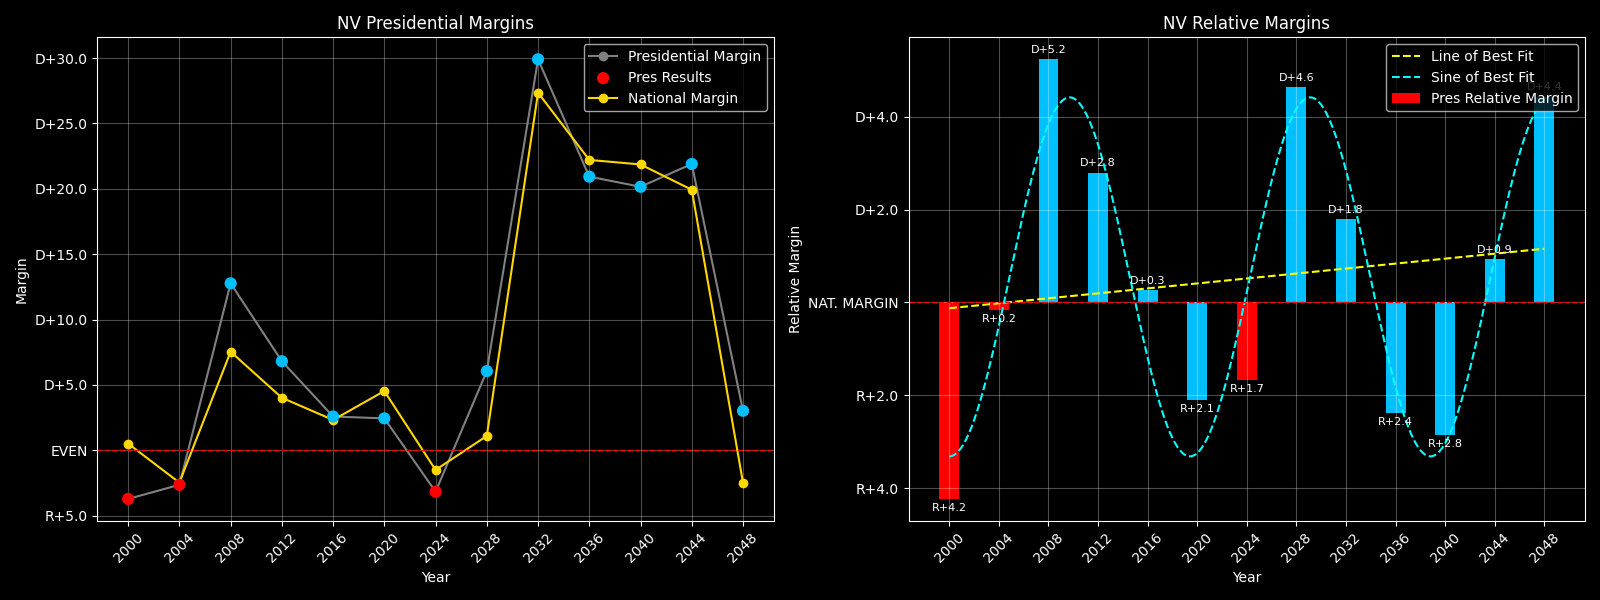 NV Presidential Margins
D+30.0
D+25.0
D+20.0
D+15.0
D+10.0
D+5.0
EVEN
R+5.0
Margin
2000
2004
2008
2012
2016
2020
2024
2028
2032
2036
2040
2044
2048
Year
Presidential Margin
Pres Results
National Margin
NV Relative Margins
D+4.0
D+2.0
NAT. MARGIN
R+2.0
R+4.0
Relative Margin
R+4.2
R+0.2
D+5.2
D+2.8
D+0.3
R+2.1
R+1.7
D+4.6
D+1.8
R+2.4
R+2.8
D+0.9
D+4.4
2000
2004
2008
2012
2016
2020
2024
2028
2032
2036
2040
2044
2048
Year
Line of Best Fit
Sine of Best Fit
Pres Relative Margin